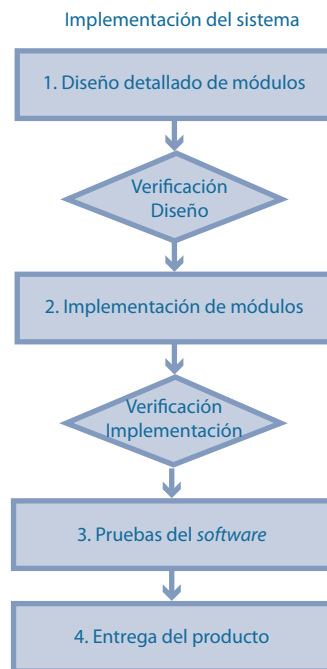 Implementación del sistema
1. Diseño detallado de módulos
Verificación
Diseño
2. Implementación de módulos
Verificación
Implementación
3. Pruebas del software
4. Entrega del producto